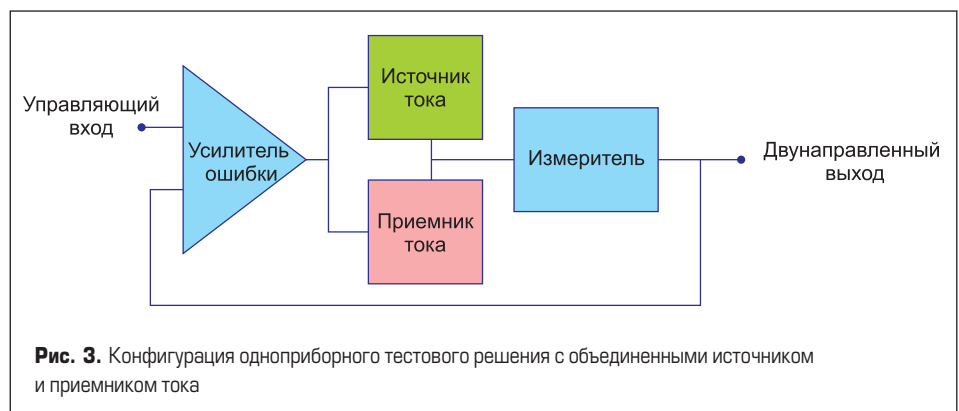 Управляющий
вход
Усилитель
ошибки
Источник
тока
Приемник
тока
Измеритель
Двунаправленный
выход
Рис. 3. Конфигурация одноприборного тестового решения с объединенными источником
и приемником тока